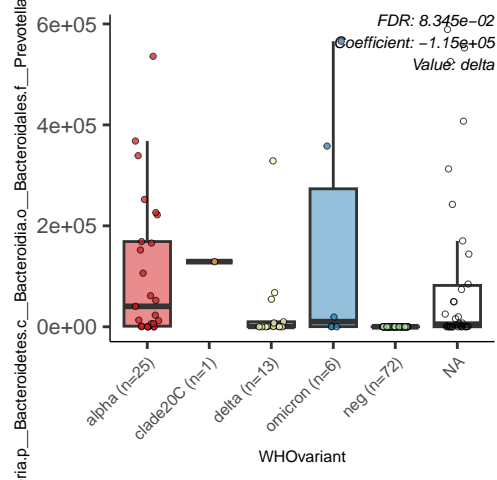 FDR: 8.345e−02
Coefficient: −1.15e+05
Value: delta
ria.p__Bacteroidetes.c__Bacteroidia.o__Bacteroidales.f__Prevotella
6e+05
4e+05
2e+05
0e+00
alpha (n=25)
clade20C (n=1)
delta (n=13)
omicron (n=6)
neg (n=72)
NA
WHOvariant